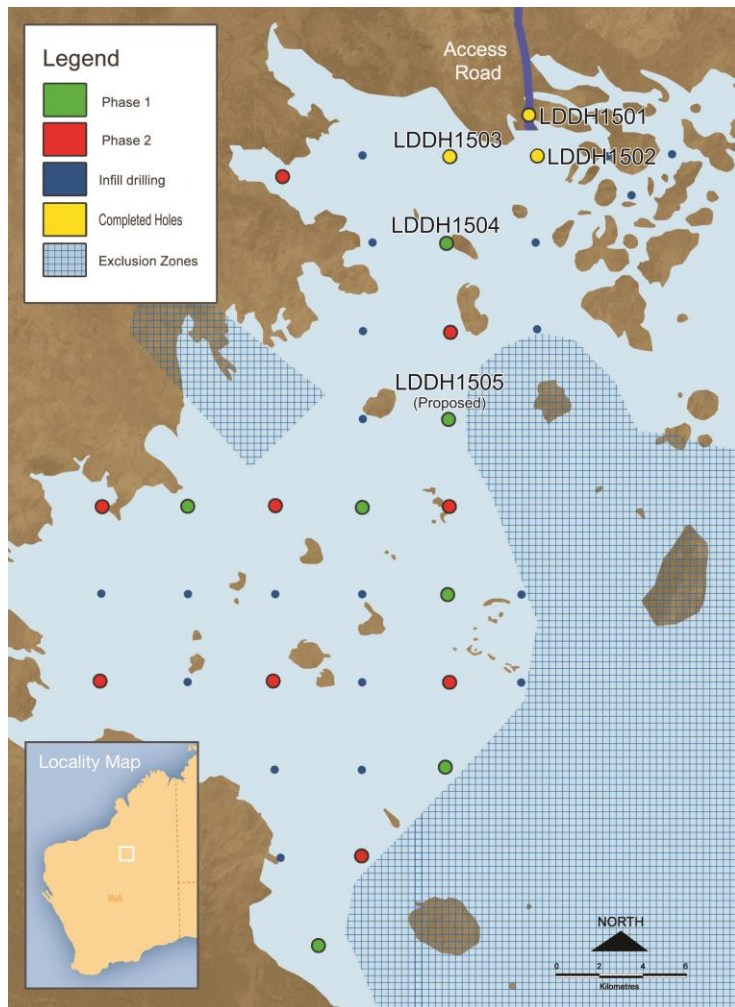 Legend
Phase 1
Phase 2
Infill drilling
Completed Holes
Exclusion Zones
Access
Road
LDDH1501
LDDH1503
LDDH1502
LDDH1504
LDDH1505
(Proposed)
Locality Map
WA
NORTH
0 2 4 6
Kilometres